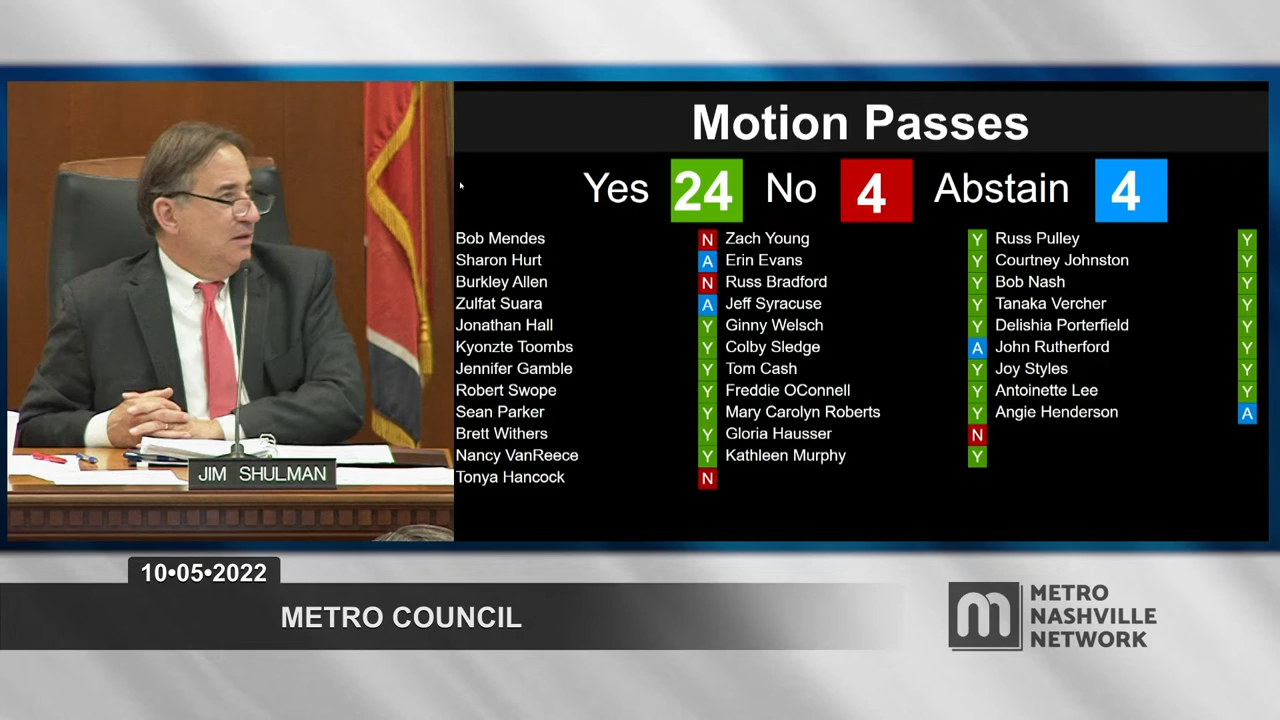 Motion Passes
Yes 24 No 4 Abstain 4
Bob Mendes N Zach Young Y Russ Pulley Y
Sharon Hurt A Erin Evans Y Courtney Johnston Y
Burkley Allen N Russ Bradford Y Bob Nash Y
Zulfat Suara A Jeff Syracuse Y Tanaka Vercher Y
Jonathan Hall Y Ginny Welsch Y Delishia Porterfield Y
Kyonzte Toombs Y Colby Sledge A John Rutherford Y
Jennifer Gamble Y Tom Cash Y Joy Styles Y
Robert Swope Y Freddie OConnell Y Antoinette Lee Y
Sean Parker Y Mary Carolyn Roberts Y Angie Henderson A
Brett Withers Y Gloria Hausser N
Nancy VanReece Y Kathleen Murphy Y
Tonya Hancock N
JIM SHULMAN
10•05•2022
METRO COUNCIL
m METRO
NASHVILLE
NETWORK